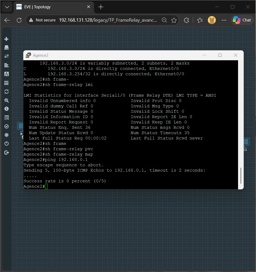 EVE | Topology
Not secure 192.168.131.128/legacy/TP_FrameRelay_avanc...
Agence2
192.168.3.0/24 is variably subnetted, 2 subnets, 2 masks
C 192.168.3.0/24 is directly connected, Ethernet0/0
L 192.168.3.254/32 is directly connected, Ethernet0/0
Agence2#sh frame-
Agence2#sh frame-relay lmi
LMI Statistics for interface Serial1/0 (Frame Relay DTE) LMI TYPE = ANSI
Invalid Unnumbered info 0 Invalid Prot Disc 0
Invalid dummy Call Ref 0 Invalid Msg Type 0
Invalid Status Message 0 Invalid Lock Shift 0
Invalid Information ID 0 Invalid Report IE Len 0
Invalid Report Request 0 Invalid Keep IE Len 0
Num Status Enq. Sent 36 Num Status msgs Rcvd 0
Num Update Status Rcvd 0 Num Status Timeouts 35
Last Full Status Req 00:00:02 Last Full Status Rcvd never
Agence2#sh frame
Agence2#sh frame-relay pvc
Agence2#sh frame-relay map
Agence2#ping 192.168.0.1
Type escape sequence to abort.
Sending 5, 100-byte ICMP Echos to 192.168.0.1, timeout is 2 seconds:
.....
Success rate is 0 percent (0/5)
Agence2#